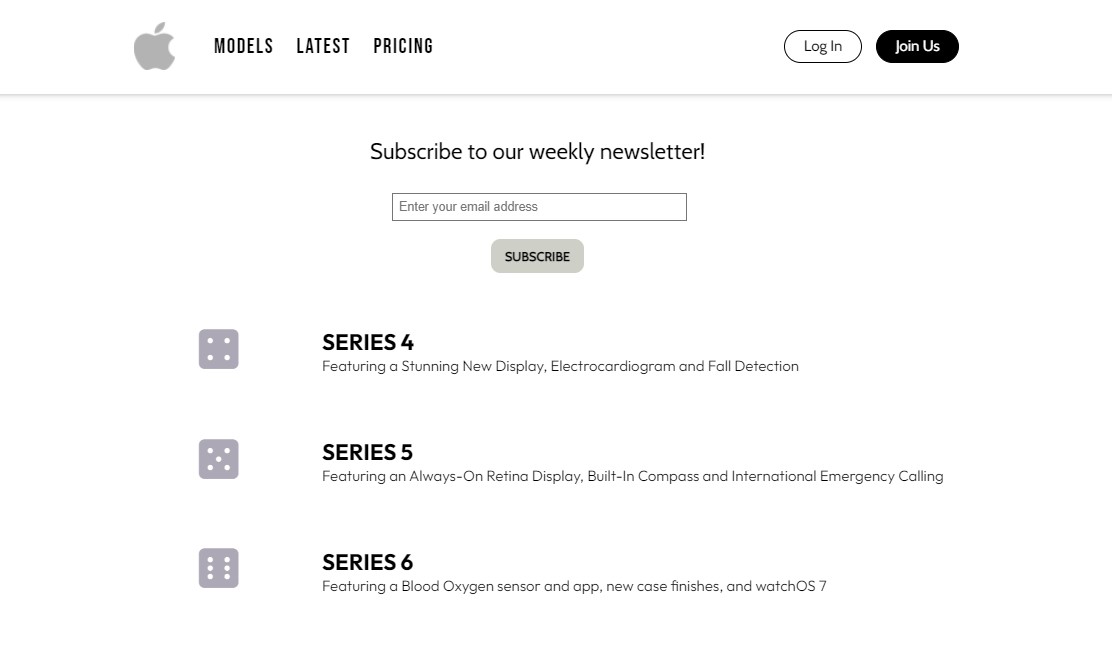 MODELS LATEST PRICING Log In Join Us
Subscribe to our weekly newsletter!
Enter your email address
SUBSCRIBE
SERIES 4
Featuring a Stunning New Display, Electrocardiogram and Fall Detection
SERIES 5
Featuring an Always-On Retina Display, Built-In Compass and International Emergency Calling
SERIES 6
Featuring a Blood Oxygen sensor and app, new case finishes, and watchOS 7